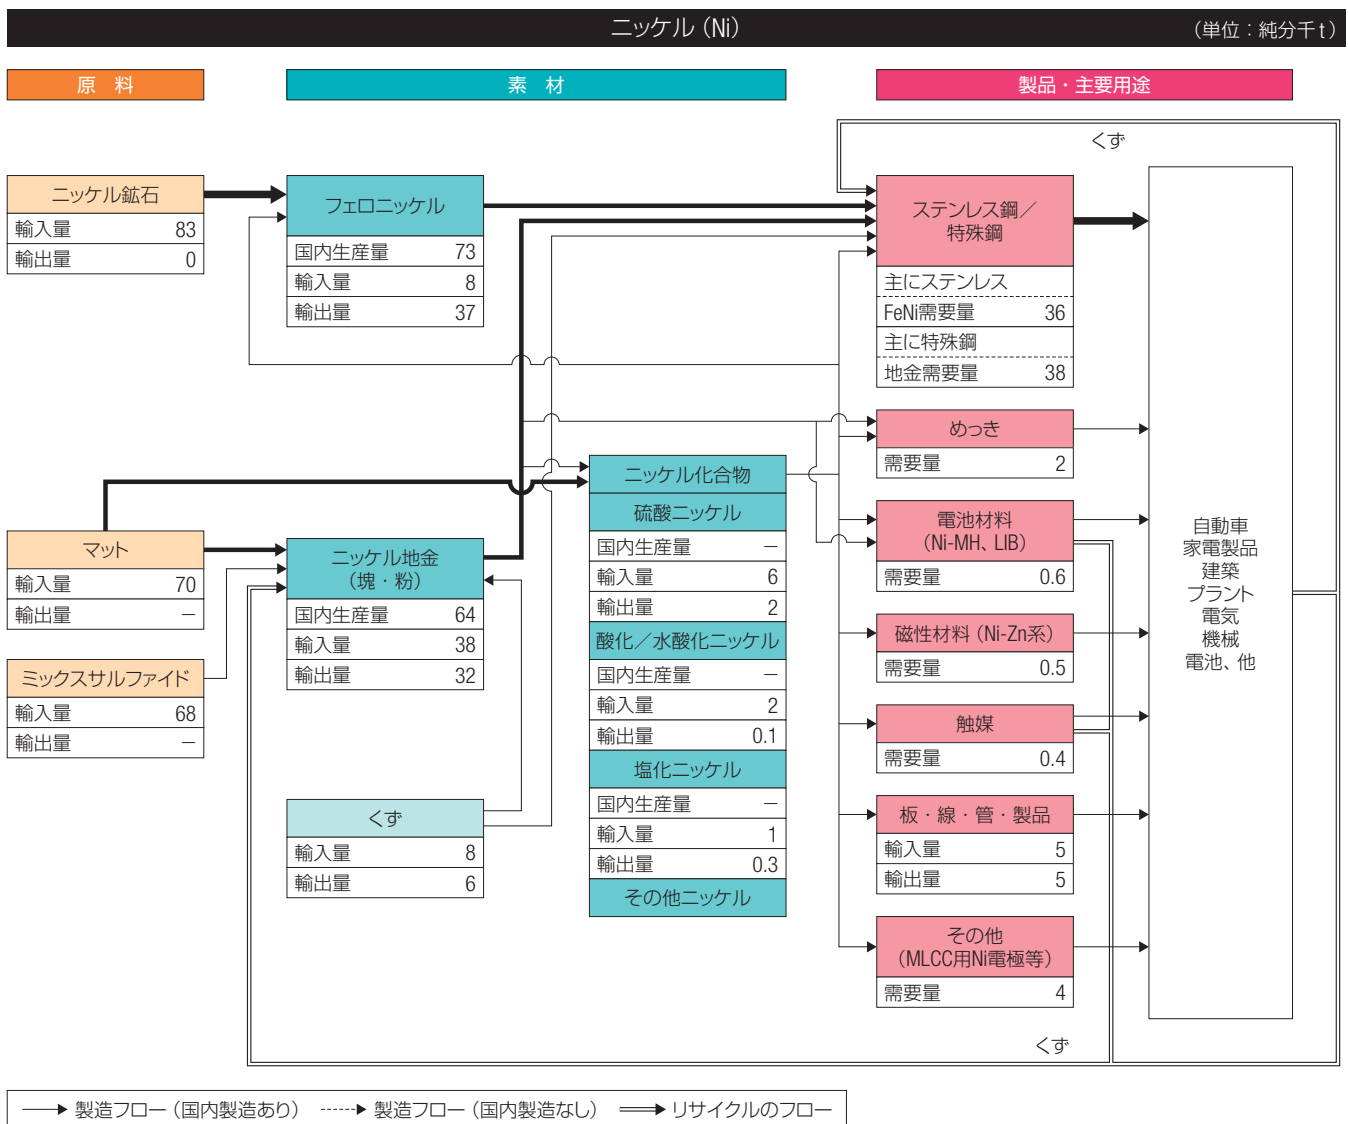 ニッケル（Ni）
（単位：純分千t）
原　料
素　材
製品・主要用途
ニッケル鉱石
輸入量 83
輸出量 0
マット
輸入量 70
輸出量 −
ミックスサルファイド
輸入量 68
輸出量 −
フェロニッケル
国内生産量 73
輸入量 8
輸出量 37
ニッケル地金
（塊・粉）
国内生産量 64
輸入量 38
輸出量 32
くず
輸入量 8
輸出量 6
ニッケル化合物
硫酸ニッケル
国内生産量 −
輸入量 6
輸出量 2
酸化／水酸化ニッケル
国内生産量 −
輸入量 2
輸出量 0.1
塩化ニッケル
国内生産量 −
輸入量 1
輸出量 0.3
その他ニッケル
くず
ステンレス鋼／
特殊鋼
主にステンレス
FeNi需要量 36
主に特殊鋼
地金需要量 38
めっき
需要量 2
電池材料
（Ni-MH、LIB）
需要量 0.6
磁性材料（Ni-Zn系）
需要量 0.5
触媒
需要量 0.4
板・線・管・製品
輸入量 5
輸出量 5
その他
（MLCC用Ni電極等）
需要量 4
自動車
家電製品
建築
プラント
電気
機械
電池、他
くず
製造フロー（国内製造あり）
製造フロー（国内製造なし）
リサイクルのフロー